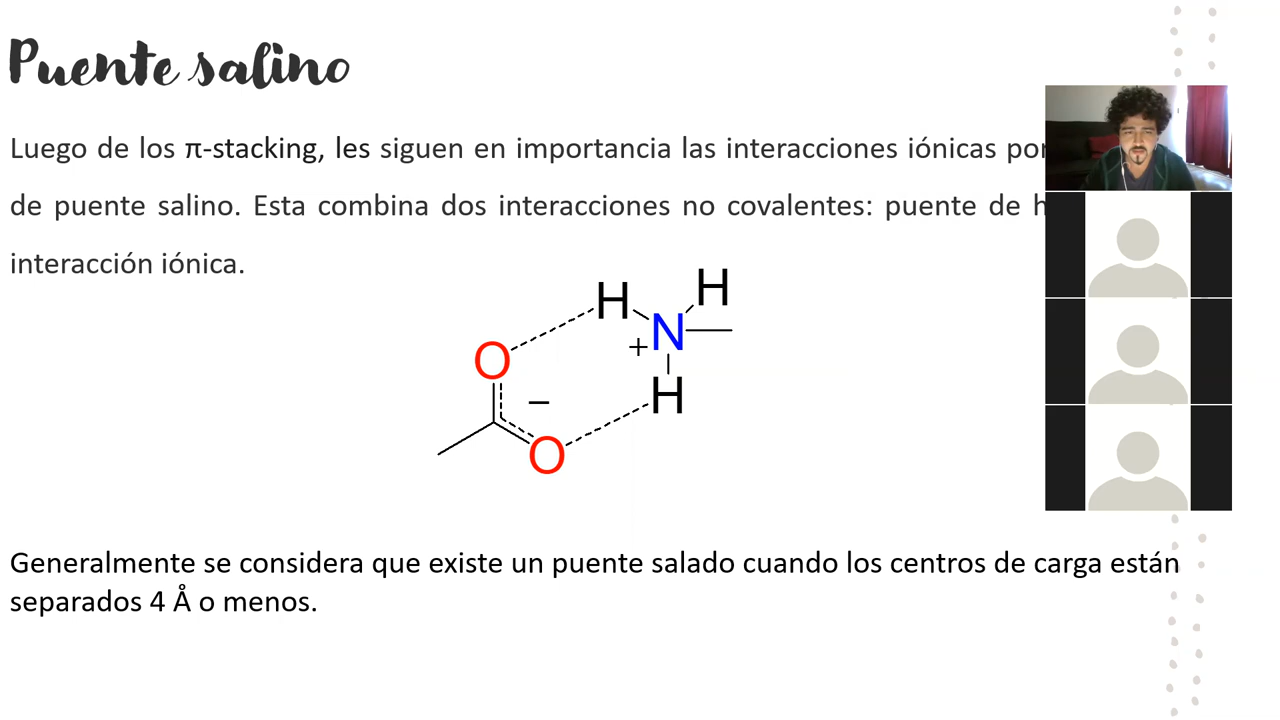 Puente salino
Luego de los π-stacking, les siguen en importancia las interacciones iónicas por
de puente salino. Esta combina dos interacciones no covalentes: puente de h
interacción iónica.
H H
N
+
O
H
−
O
Generalmente se considera que existe un puente salado cuando los centros de carga están
separados 4 Å o menos.